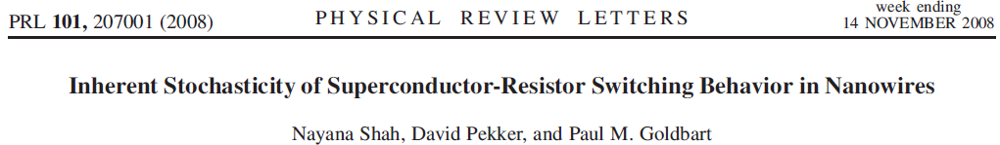 PRL 101, 207001 (2008)
PHYSICAL REVIEW LETTERS
week ending
14 NOVEMBER 2008
Inherent Stochasticity of Superconductor-Resistor Switching Behavior in Nanowires
Nayana Shah, David Pekker, and Paul M. Goldbart